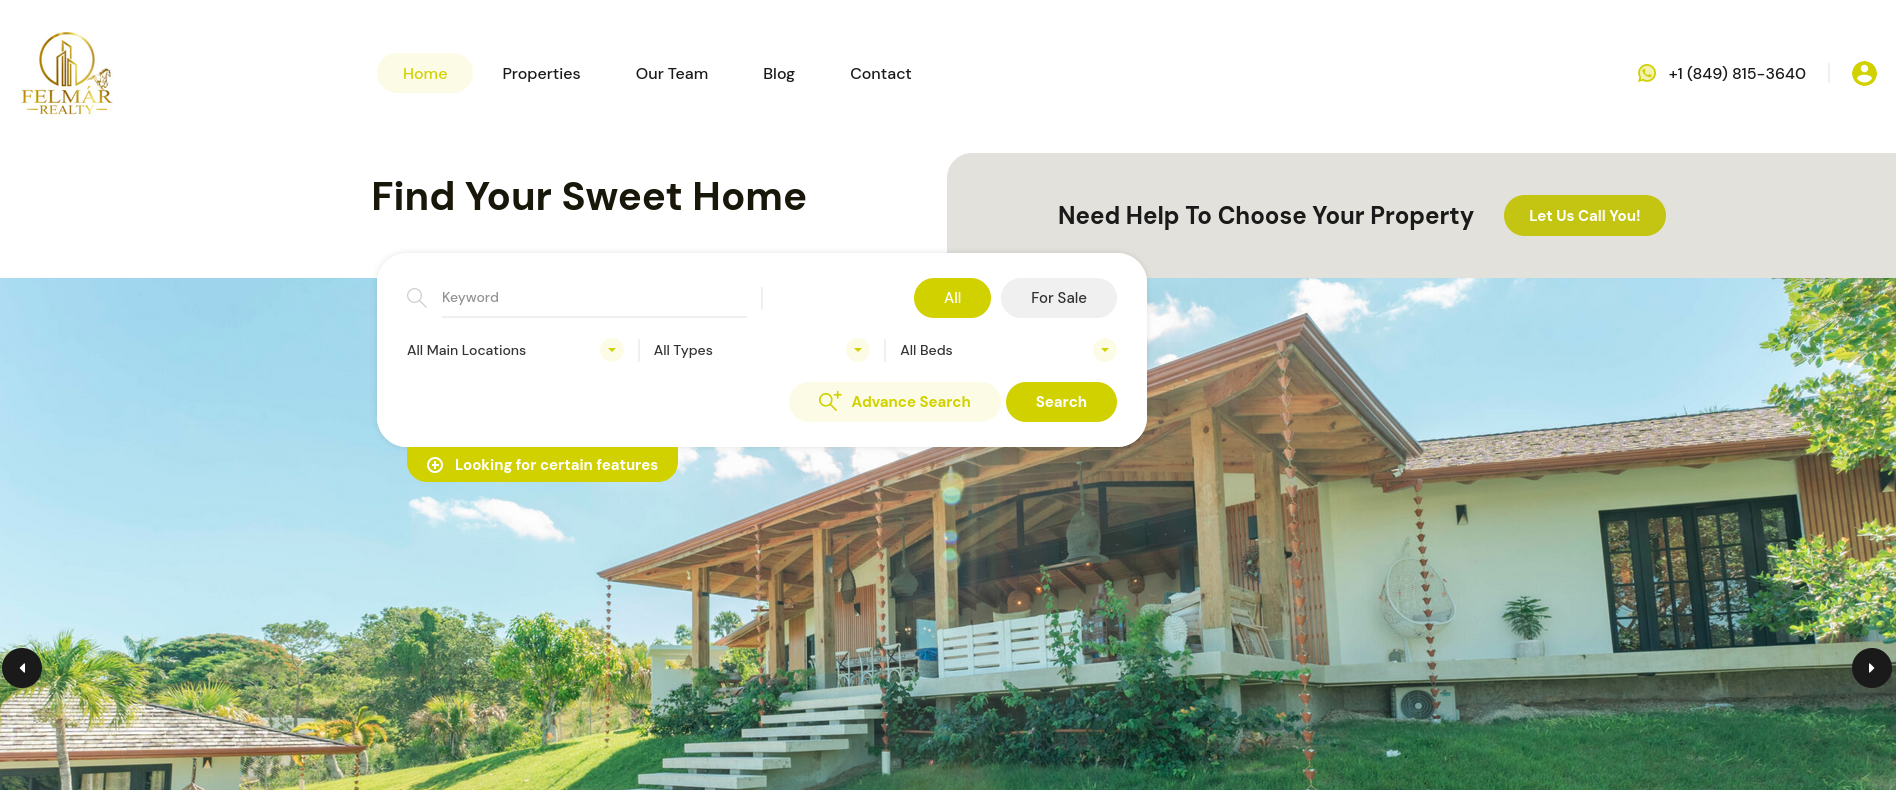 FELMÁR
REALTY
Home
Properties
Our Team
Blog
Contact
+1 (849) 815-3640
Find Your Sweet Home
Need Help To Choose Your Property
Let Us Call You!
Keyword
All
For Sale
All Main Locations
All Types
All Beds
Advance Search
Search
Looking for certain features